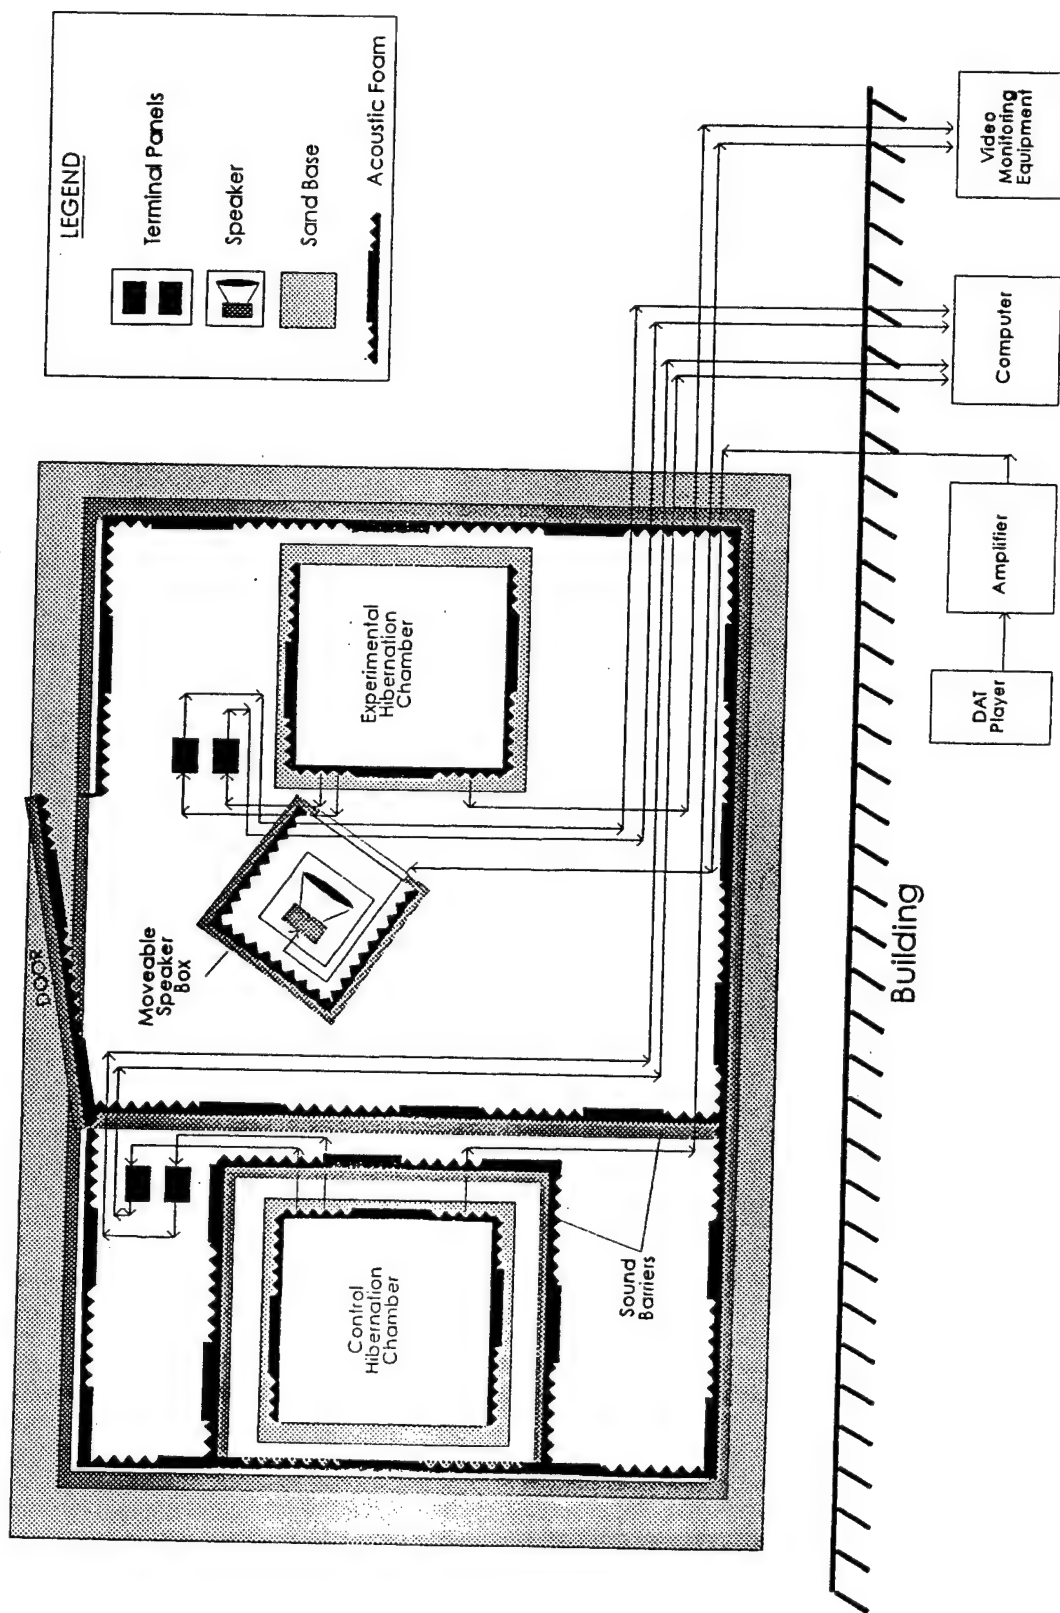 LEGEND
Terminal Panels
Speaker
Sand Base
Acoustic Foam
DOOR
Moveable
Speaker
Box
Experimental
Hibernation
Chamber
Control
Hibernation
Chamber
Sound
Barriers
Building
DAT
Player
Amplifier
Computer
Video
Monitoring
Equipment